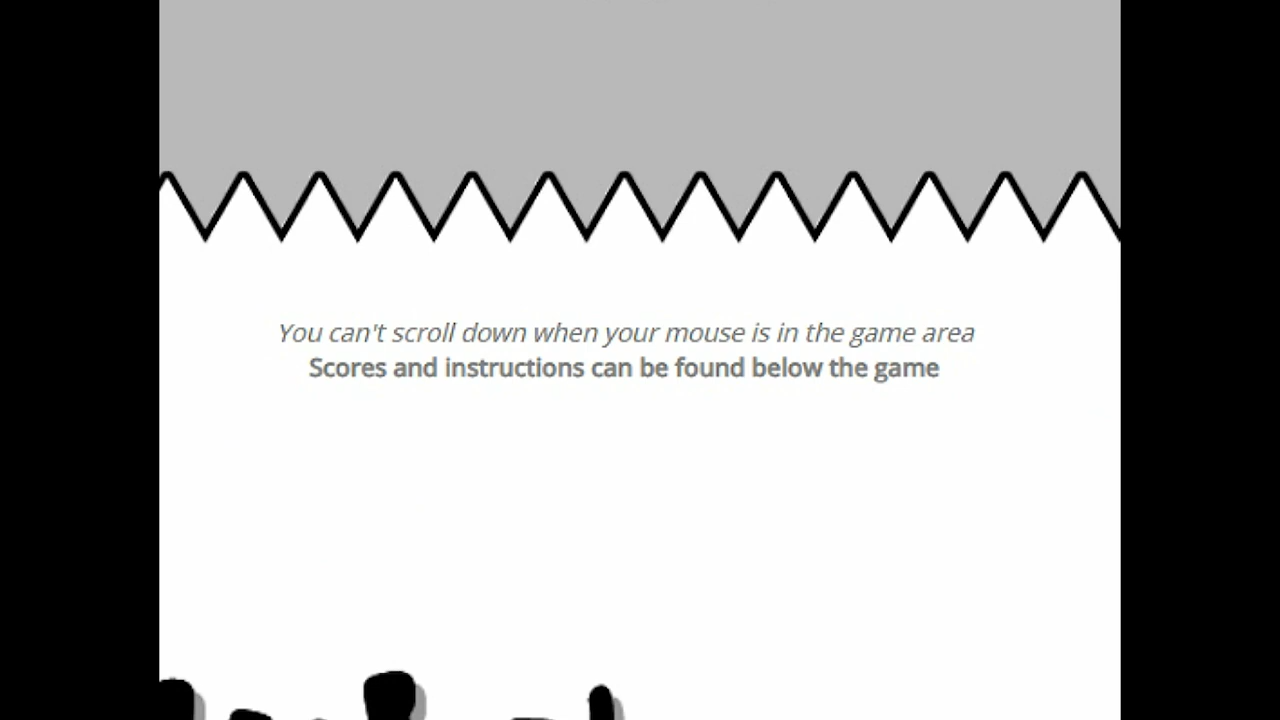 You can't scroll down when your mouse is in the game area
Scores and instructions can be found below the game